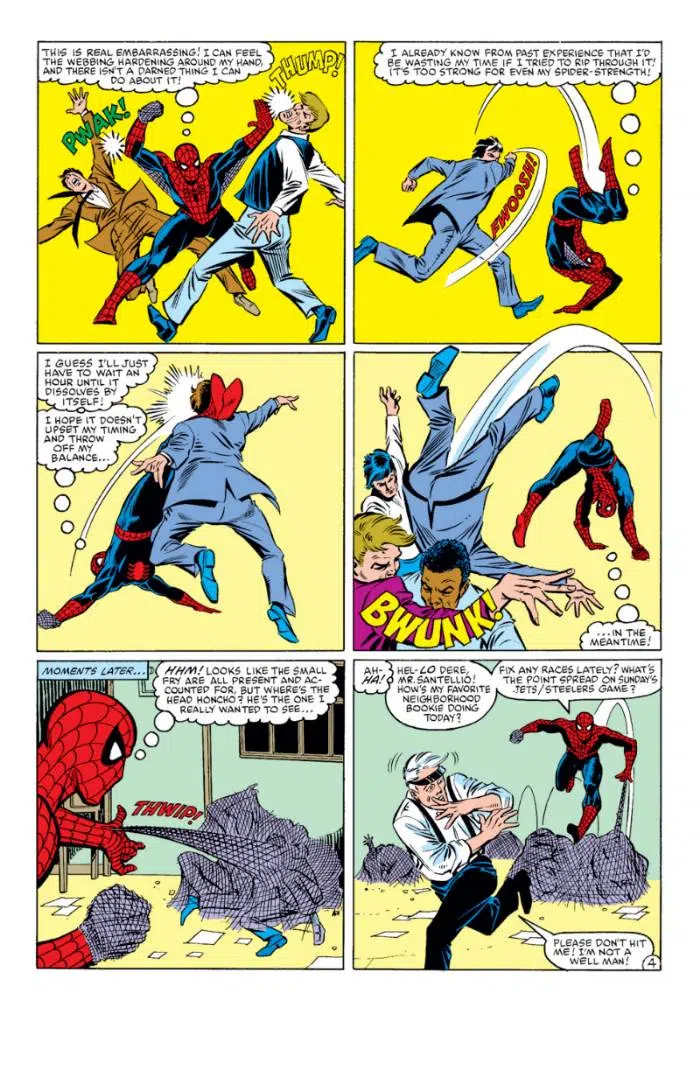 THIS IS REAL EMBARRASSING! I CAN FEEL
THE WEBBING HARDENING AROUND MY HAND,
AND THERE ISN'T A DARNED THING I CAN
DO ABOUT IT!
PWAK!
THUMP!
I ALREADY KNOW FROM PAST EXPERIENCE THAT I'D
BE WASTING MY TIME IF I TRIED TO RIP THROUGH IT!
IT'S TOO STRONG FOR EVEN MY SPIDER-STRENGTH!
FWOOSH!
I GUESS I'LL JUST
HAVE TO WAIT AN
HOUR UNTIL IT
DISSOLVES BY
ITSELF!
I HOPE IT DOESN'T
UPSET MY TIMING
AND THROW
OFF MY
BALANCE...
BWUNK!
...IN THE
MEANTIME!
MOMENTS LATER...
HHM! LOOKS LIKE THE SMALL
FRY ARE ALL PRESENT AND AC-
COUNTED FOR, BUT WHERE'S THE
HEAD HONCHO? HE'S THE ONE I
REALLY WANTED TO SEE...
THWIP!
AH-
HA!
HEL-LO DERE,
MR. SANTELLIO!
HOW'S MY FAVORITE
NEIGHBORHOOD
BOOKIE DOING
TODAY?
FIX ANY RACES LATELY? WHAT'S
THE POINT SPREAD ON SUNDAY'S
JETS/STEELERS GAME?
PLEASE DON'T HIT
ME! I'M NOT A
WELL MAN!
4